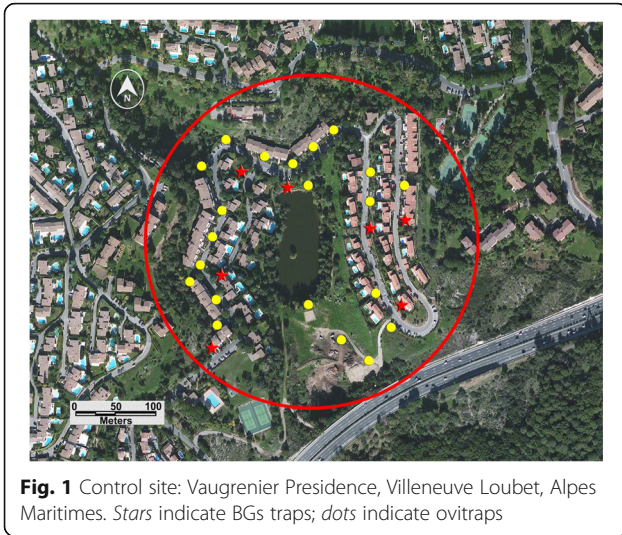 N
0 50 100
Meters
Fig. 1 Control site: Vaugrenier Presidence, Villeneuve Loubet, Alpes
Maritimes. Stars indicate BGs traps; dots indicate ovitraps